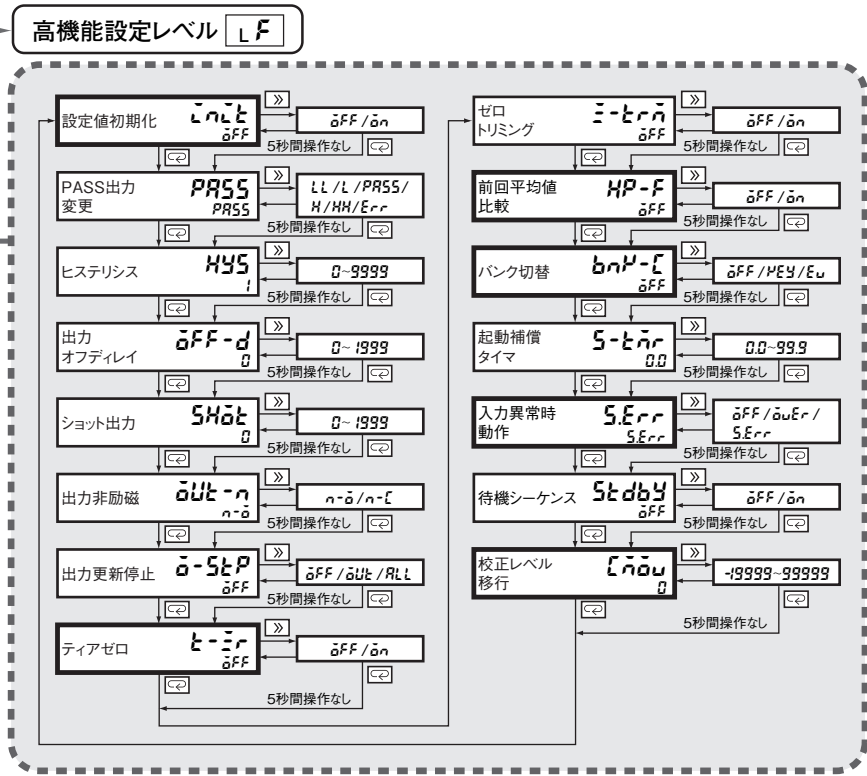 高機能設定レベル LF
設定値初期化 init
oFF
oFF/on
5秒間操作なし
PASS出力
変更
PASS
PASS
LL/L/PASS/
H/HH/Err
5秒間操作なし
ヒステリシス HYS
1
0~9999
5秒間操作なし
出力
オフディレイ
oFF-d
0
0~1999
5秒間操作なし
ショット出力 SHot
0
0~1999
5秒間操作なし
出力非励磁 oUt-n
n-o
n-o/n-C
5秒間操作なし
出力更新停止 o-StP
oFF
oFF/oUt/ALL
5秒間操作なし
ティアゼロ t-Zr
oFF
oFF/on
5秒間操作なし
ゼロ
トリミング
Z-trm
oFF
oFF/on
5秒間操作なし
前回平均値
比較
HP-F
oFF
oFF/on
5秒間操作なし
バンク切替 bnK-C
oFF
oFF/KEY/Ev
5秒間操作なし
起動補償
タイマ
S-tmr
0.0
0.0~99.9
5秒間操作なし
入力異常時
動作
S.Err
S.Err
oFF/ovEr/
S.Err
5秒間操作なし
待機シーケンス Stdby
oFF
oFF/on
5秒間操作なし
校正レベル
移行
Cmov
0
-19999~99999
5秒間操作なし